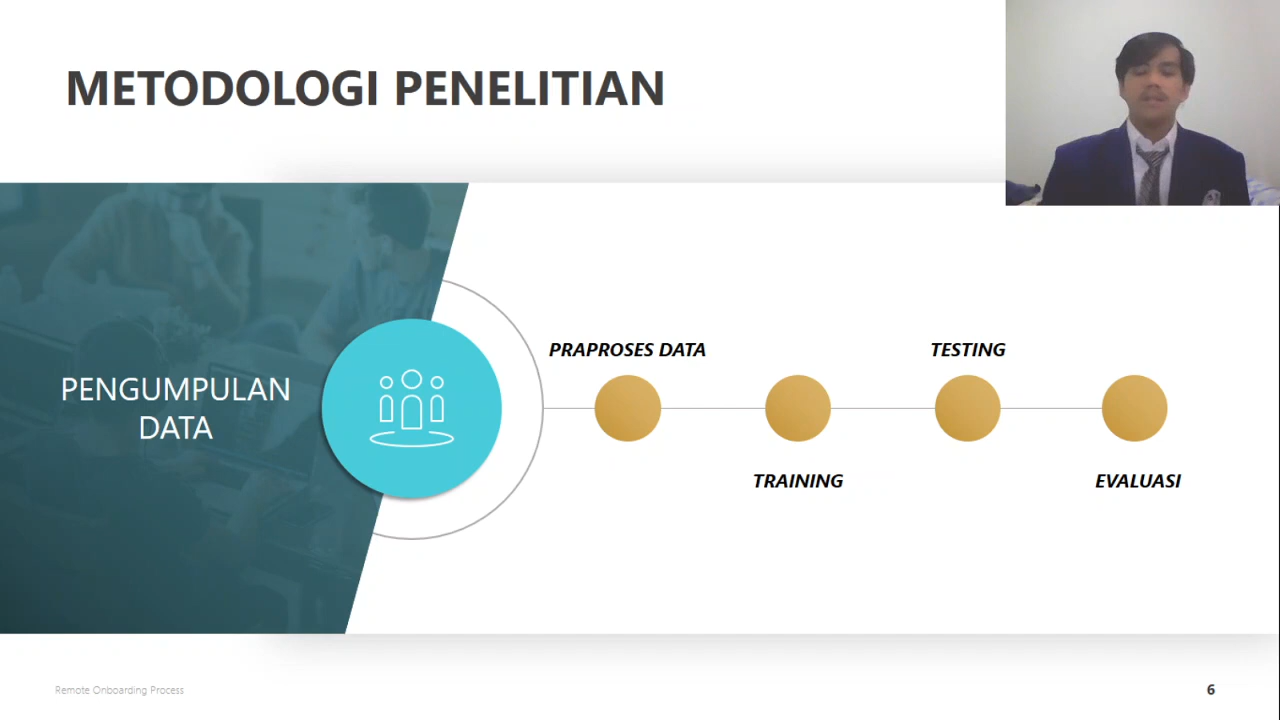 METODOLOGI PENELITIAN
PENGUMPULAN
DATA
PRAPROSES DATA
TRAINING
TESTING
EVALUASI
Remote Onboarding Process
6